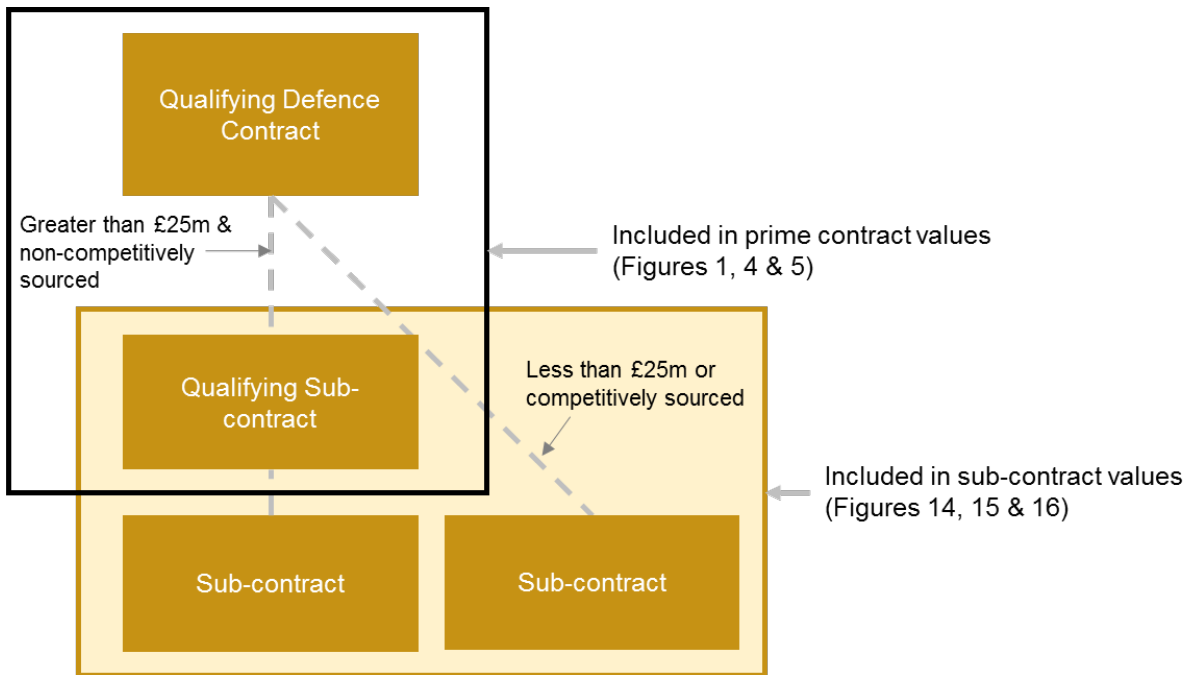 Qualifying Defence
Contract
Greater than £25m &
non-competitively
sourced
Included in prime contract values
(Figures 1, 4 & 5)
Qualifying Sub-
contract
Less than £25m or
competitively sourced
Included in sub-contract values
(Figures 14, 15 & 16)
Sub-contract
Sub-contract